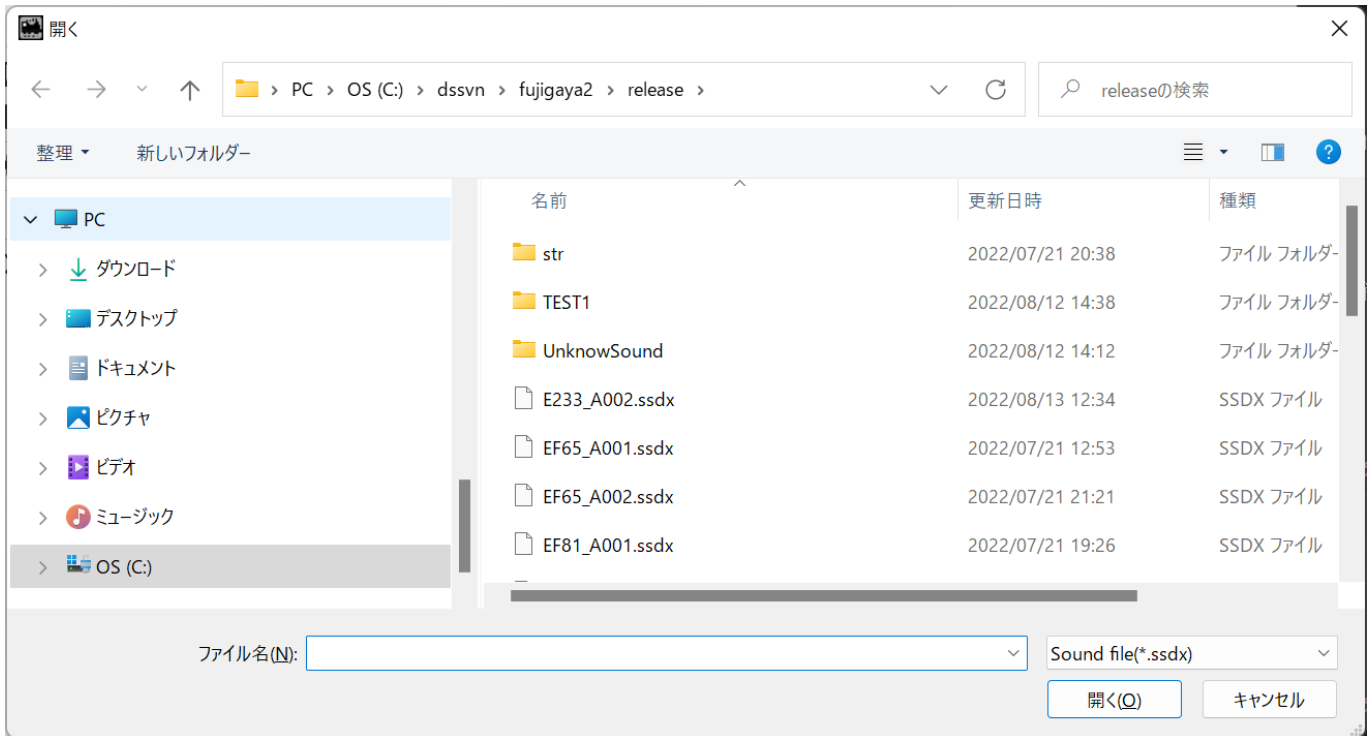 開く
PC › OS (C:) › dssvn › fujigaya2 › release ›
releaseの検索
整理
新しいフォルダー
?
PC
ダウンロード
デスクトップ
ドキュメント
ピクチャ
ビデオ
ミュージック
OS (C:)
名前 更新日時 種類
str 2022/07/21 20:38 ファイル フォルダー
TEST1 2022/08/12 14:38 ファイル フォルダー
UnknowSound 2022/08/12 14:12 ファイル フォルダー
E233_A002.ssdx 2022/08/13 12:34 SSDX ファイル
EF65_A001.ssdx 2022/07/21 12:53 SSDX ファイル
EF65_A002.ssdx 2022/07/21 21:21 SSDX ファイル
EF81_A001.ssdx 2022/07/21 19:26 SSDX ファイル
ファイル名(N):
Sound file(*.ssdx)
開く(O)
キャンセル